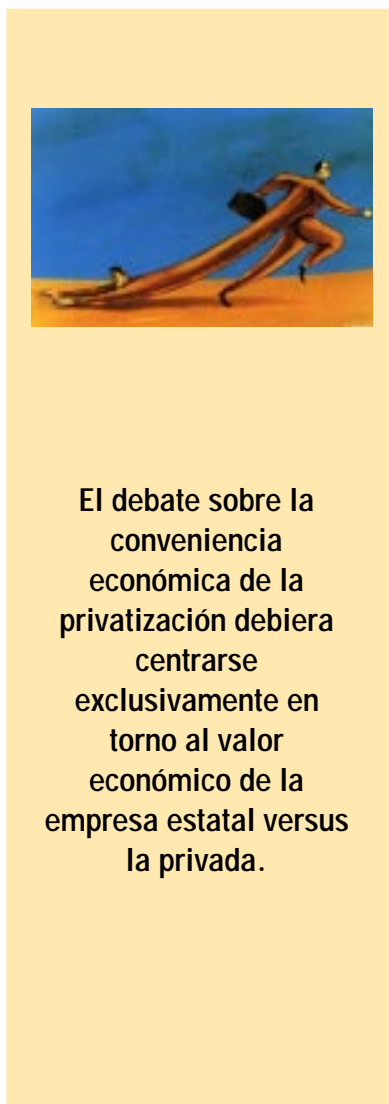 El debate sobre la
conveniencia
económica de la
privatización debiera
centrarse
exclusivamente en
torno al valor
económico de la
empresa estatal versus
la privada.